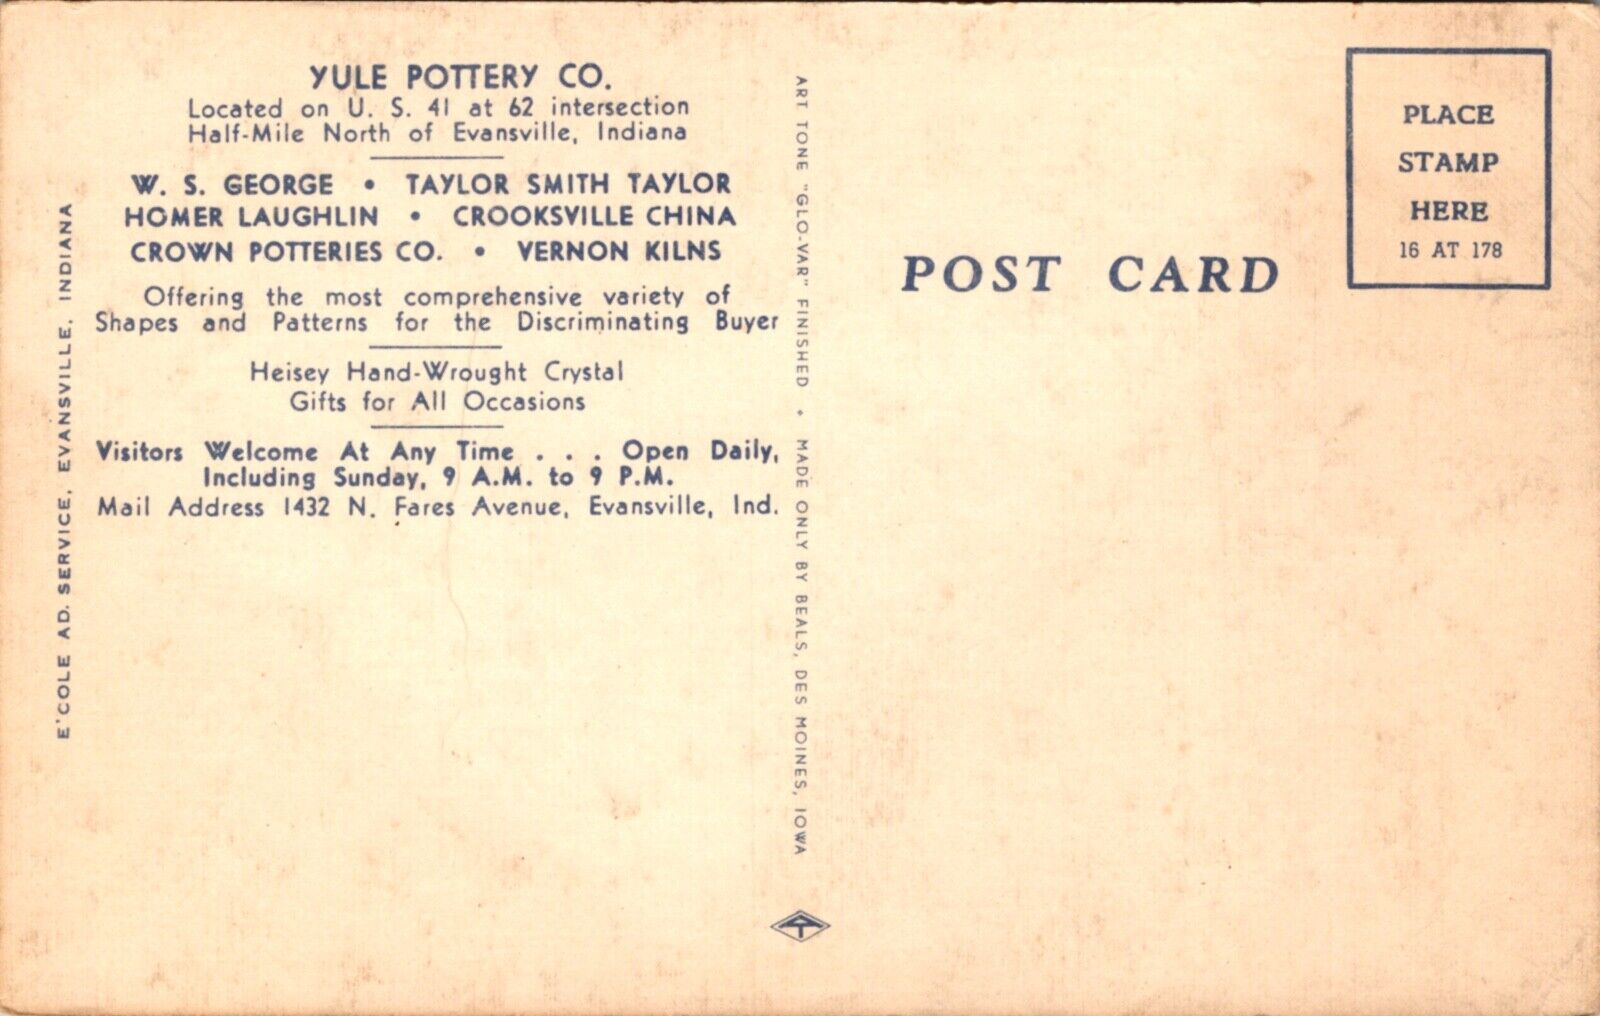 YULE POTTERY CO.
Located on U. S. 41 at 62 intersection
Half-Mile North of Evansville, Indiana
W. S. GEORGE • TAYLOR SMITH TAYLOR
HOMER LAUGHLIN • CROOKSVILLE CHINA
CROWN POTTERIES CO. • VERNON KILNS
Offering the most comprehensive variety of
Shapes and Patterns for the Discriminating Buyer
Heisey Hand-Wrought Crystal
Gifts for All Occasions
Visitors Welcome At Any Time . . . Open Daily,
Including Sunday, 9 A.M. to 9 P.M.
Mail Address 1432 N. Fares Avenue, Evansville, Ind.
E'COLE AD. SERVICE, EVANSVILLE, INDIANA
ART TONE "GLO-VAR" FINISHED • MADE ONLY BY BEALS, DES MOINES, IOWA
AT
POST CARD
PLACE
STAMP
HERE
16 AT 178